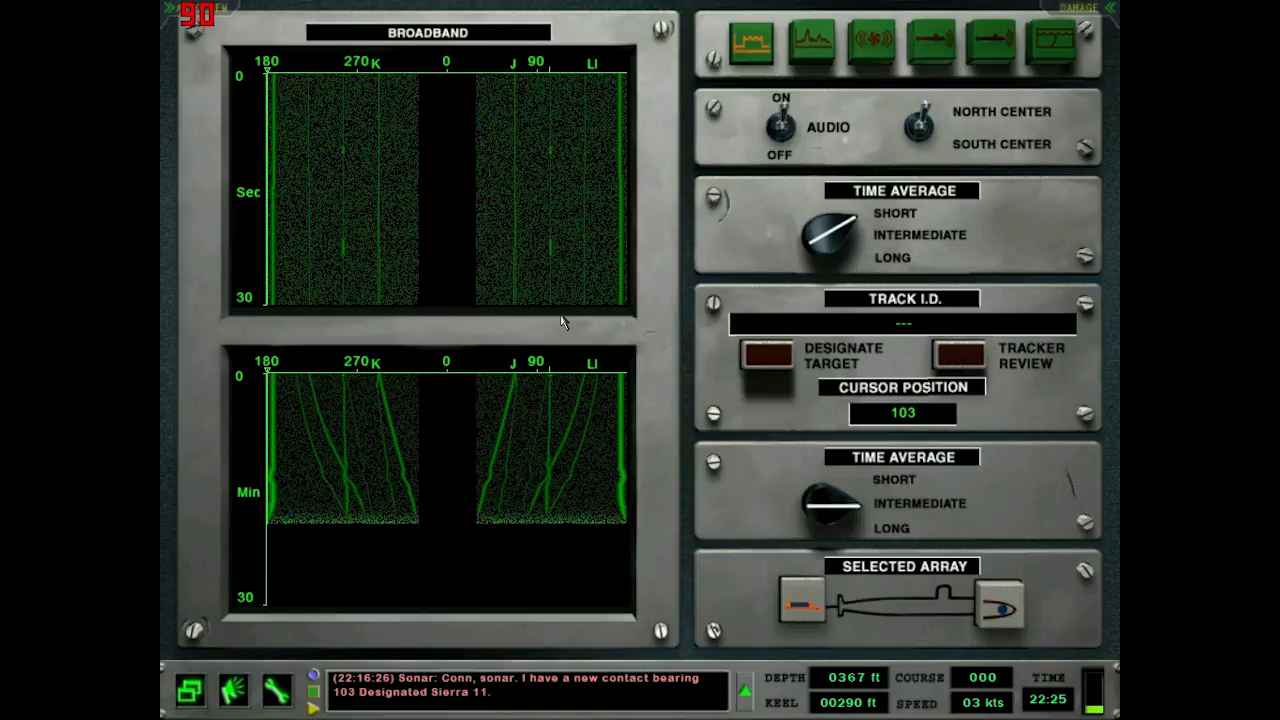 90
DAMAGE
BROADBAND
180 270 K 0 J 90 LI
0
Sec
30
180 270 K 0 J 90 LI
0
Min
30
ON
AUDIO
OFF
NORTH CENTER
SOUTH CENTER
TIME AVERAGE
SHORT
INTERMEDIATE
LONG
TRACK I.D.
---
DESIGNATE
TARGET
TRACKER
REVIEW
CURSOR POSITION
103
TIME AVERAGE
SHORT
INTERMEDIATE
LONG
SELECTED ARRAY
(22:16:26) Sonar: Conn, sonar. I have a new contact bearing
103 Designated Sierra 11.
DEPTH 0367 ft COURSE 000 TIME
KEEL 00290 ft SPEED 03 kts 22:25